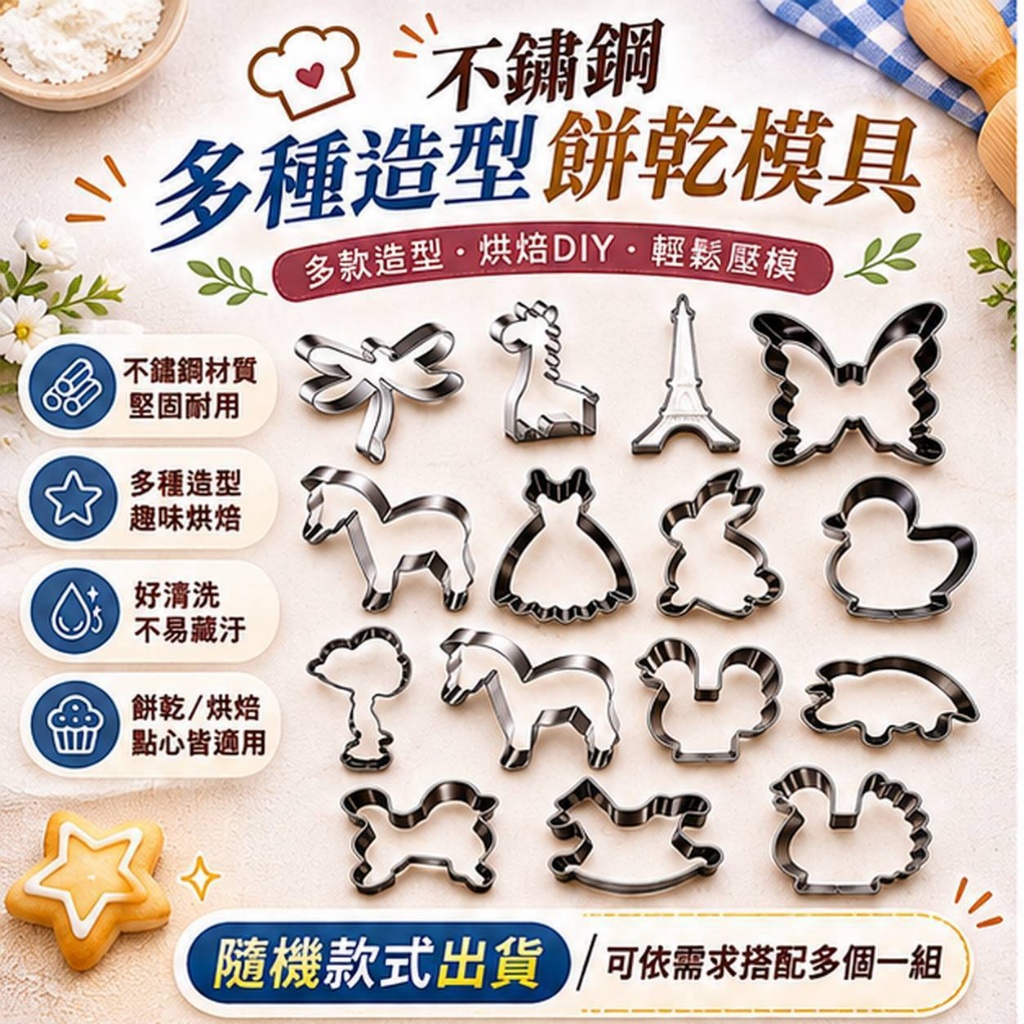 不鏽鋼
多種造型餅乾模具
多款造型·烘焙DIY·輕鬆壓模
不鏽鋼材質
堅固耐用
多種造型
趣味烘焙
好清洗
不易藏汙
餅乾/烘焙
點心皆適用
隨機款式出貨/可依需求搭配多個一組